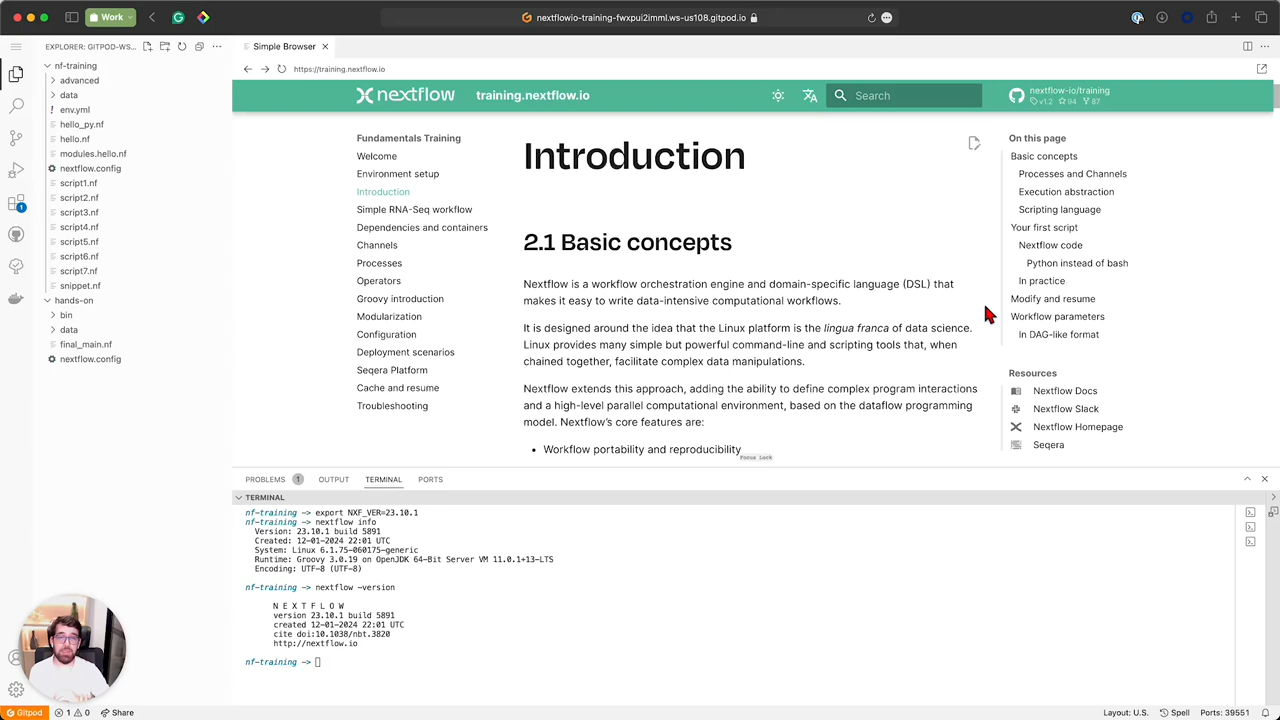 Work
nextflowio-training-fwxpui2imml.ws-us108.gitpod.io
EXPLORER: GITPOD-WS...
nf-training
advanced
data
! env.yml
hello_py.nf
hello.nf
modules.hello.nf
nextflow.config
script1.nf
script2.nf
script3.nf
script4.nf
script5.nf
script6.nf
script7.nf
snippet.nf
hands-on
bin
data
final_main.nf
nextflow.config
1
Simple Browser
https://training.nextflow.io
nextflow
training.nextflow.io
Search
nextflow-io/training
v1.2 94 87
Fundamentals Training
Welcome
Environment setup
Introduction
Simple RNA-Seq workflow
Dependencies and containers
Channels
Processes
Operators
Groovy introduction
Modularization
Configuration
Deployment scenarios
Seqera Platform
Cache and resume
Troubleshooting
Introduction
2.1 Basic concepts
Nextflow is a workflow orchestration engine and domain-specific language (DSL) that
makes it easy to write data-intensive computational workflows.
It is designed around the idea that the Linux platform is the lingua franca of data science.
Linux provides many simple but powerful command-line and scripting tools that, when
chained together, facilitate complex data manipulations.
Nextflow extends this approach, adding the ability to define complex program interactions
and a high-level parallel computational environment, based on the dataflow programming
model. Nextflow's core features are:
• Workflow portability and reproducibility
Focus Lock
On this page
Basic concepts
Processes and Channels
Execution abstraction
Scripting language
Your first script
Nextflow code
Python instead of bash
In practice
Modify and resume
Workflow parameters
In DAG-like format
Resources
Nextflow Docs
Nextflow Slack
Nextflow Homepage
Seqera
PROBLEMS 1 OUTPUT TERMINAL PORTS
TERMINAL
nf-training -> export NXF_VER=23.10.1
nf-training -> nextflow info
Version: 23.10.1 build 5891
Created: 12-01-2024 22:01 UTC
System: Linux 6.1.75-060175-generic
Runtime: Groovy 3.0.19 on OpenJDK 64-Bit Server VM 11.0.1+13-LTS
Encoding: UTF-8 (UTF-8)
nf-training -> nextflow -version
N E X T F L O W
version 23.10.1 build 5891
created 12-01-2024 22:01 UTC
cite doi:10.1038/nbt.3820
http://nextflow.io
nf-training ->
Gitpod 1 0 Share
Layout: U.S. Spell Ports: 39551